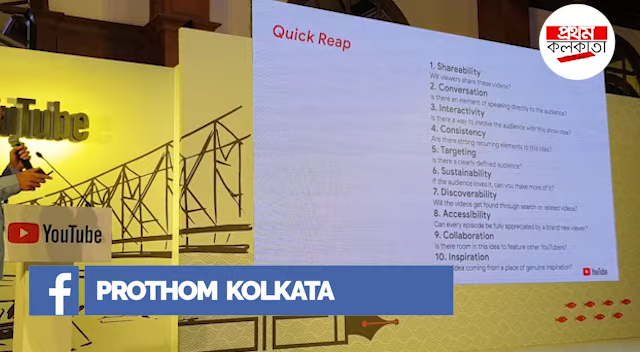 Quick Reap
প্রথম
কলকাতা
1. Shareability
Will viewers share these videos?
2. Conversation
Is there an element of speaking directly to the audience?
3. Interactivity
Is there a way to involve the audience with this show idea?
4. Consistency
Are there strong recurring elements to this idea?
5. Targeting
Is there a clearly defined audience?
6. Sustainability
If the audience loves it, can you make more of it?
7. Discoverability
Will the videos get found through search or related videos?
8. Accessibility
Can every episode be fully appreciated by a brand new viewer?
9. Collaboration
Is there room in this idea to feature other YouTubers?
10. Inspiration
idea coming from a place of genuine inspiration?
YouTube
uTube
YouTube
f
PROTHOM KOLKATA